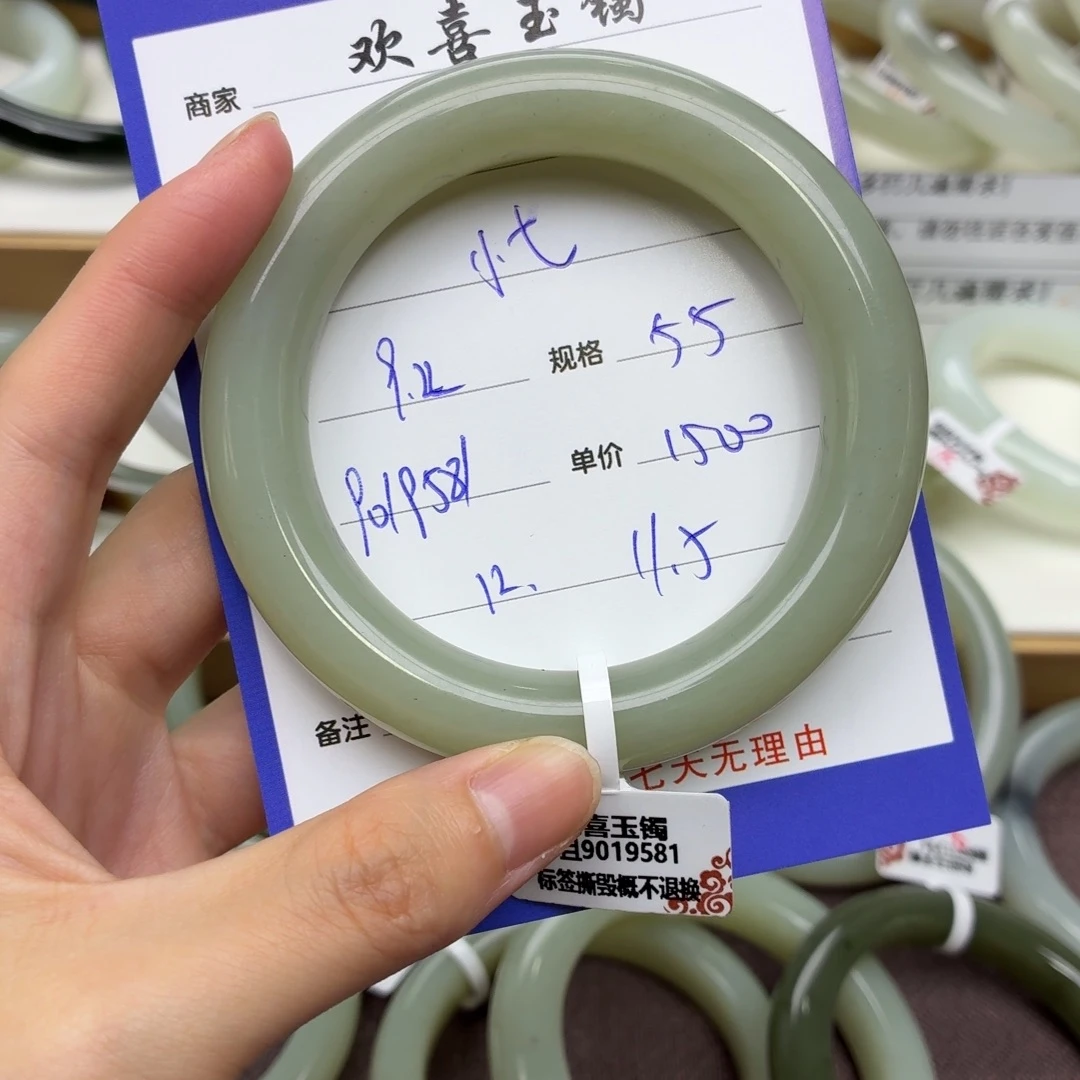 欢喜玉镯
商家
小七
9.22 规格 55
9019581 单价 1500
12. 11.5
备注
七天无理由
喜玉镯
9019581
标签撕毁概不退换